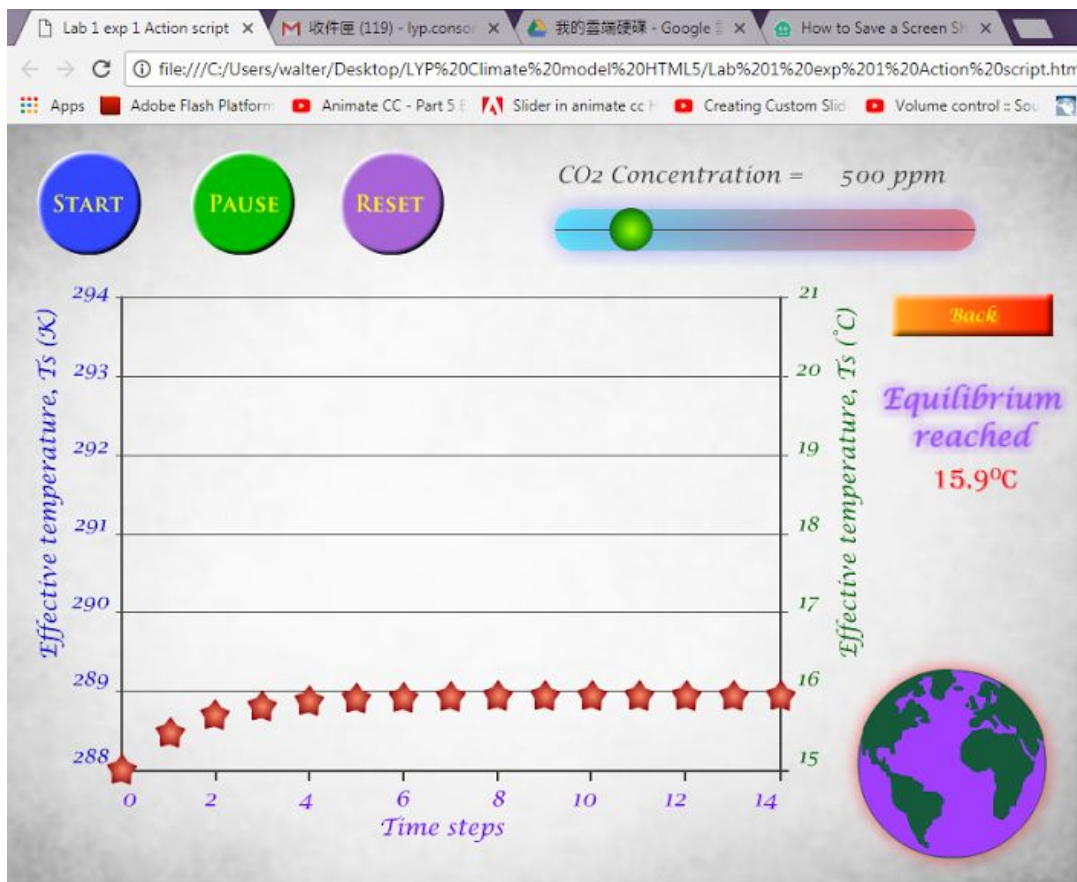 Lab 1 exp 1 Action script
收件匣 (119) - lyp.consor
我的雲端硬碟 - Google
How to Save a Screen Sh
file:///C:/Users/walter/Desktop/LYP%20Climate%20model%20HTML5/Lab%201%20exp%201%20Action%20script.htm
Apps
Adobe Flash Platform
Animate CC - Part 5
Slider in animate cc
Creating Custom Slid
Volume control :: Sou
START
PAUSE
RESET
CO2 Concentration = 500 ppm
294
293
292
291
290
289
288
Effective temperature, Ts (K)
21
20
19
18
17
16
15
Effective temperature, Ts (°C)
0 2 4 6 8 10 12 14
Time steps
Back
Equilibrium
reached
15.9⁰C